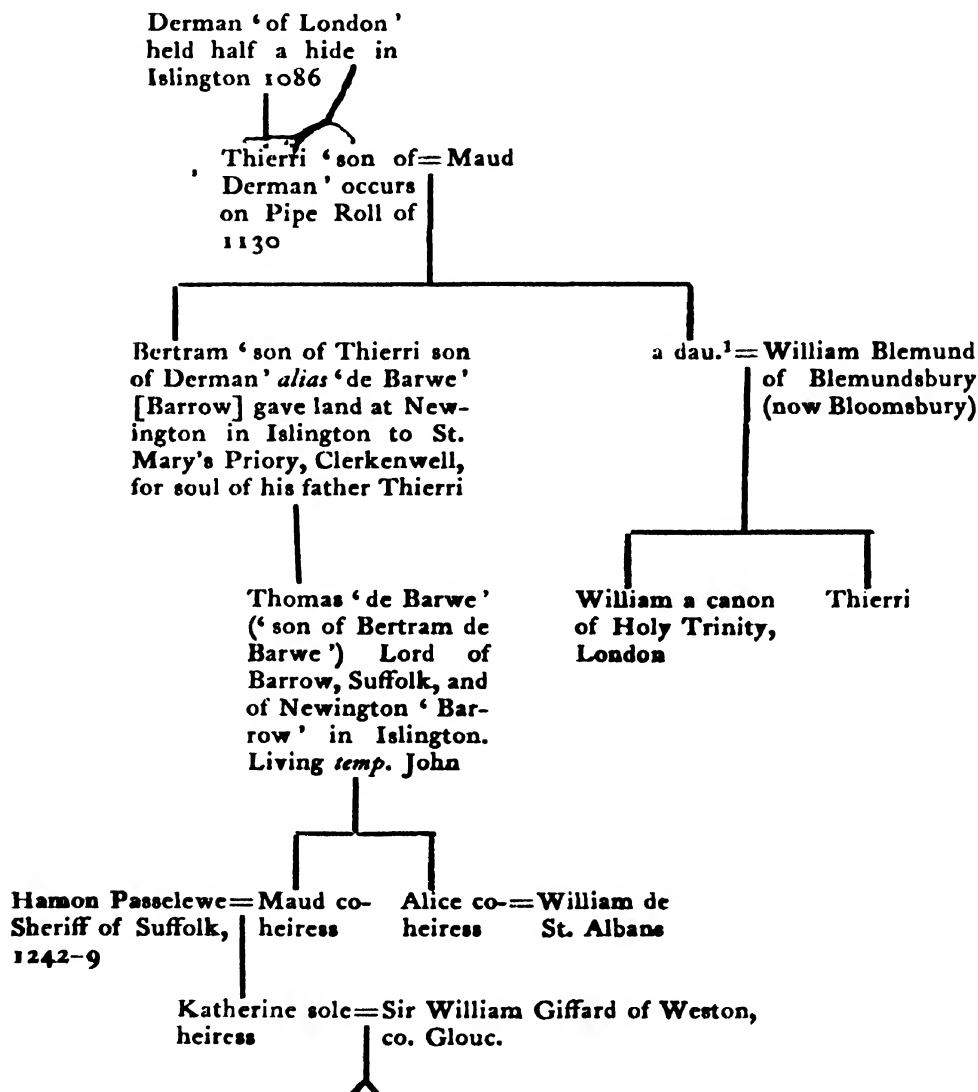 Derman ‘ of London ’
held half a hide in
Islington 1086
Thierri ‘ son of = Maud
Derman ’ occurs
on Pipe Roll of
1130
Bertram ‘ son of Thierri son
of Derman ’ alias ‘ de Barwe ’
[Barrow] gave land at New-
ington in Islington to St.
Mary's Priory, Clerkenwell,
for soul of his father Thierri
a dau.¹ = William Blemund
of Blemundsbury
(now Bloomsbury)
Thomas ‘ de Barwe ’
(‘ son of Bertram de
Barwe ’) Lord of
Barrow, Suffolk, and
of Newington ‘ Bar-
row ’ in Islington.
Living temp. John
William a canon
of Holy Trinity,
London
Thierri
Hamon Passelewe = Maud co-
Sheriff of Suffolk, heiress
1242–9
Alice co- = William de
heiress St. Albans
Katherine sole = Sir William Giffard of Weston,
heiress co. Glouc.